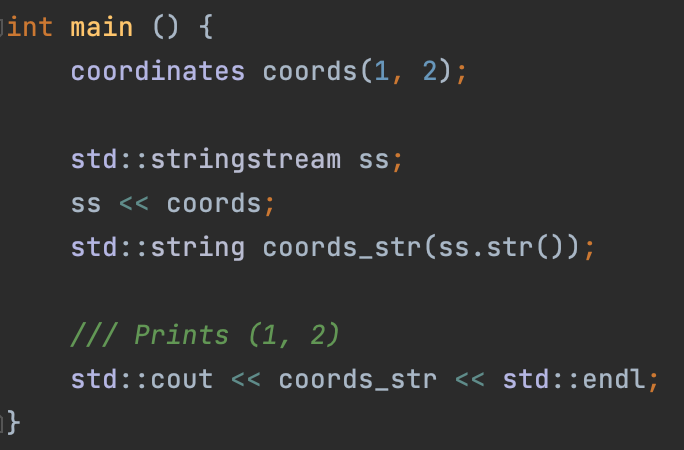 int main () {
coordinates coords(1, 2);
std::stringstream ss;
ss << coords;
std::string coords_str(ss.str());
/// Prints (1, 2)
std::cout << coords_str << std::endl;
}